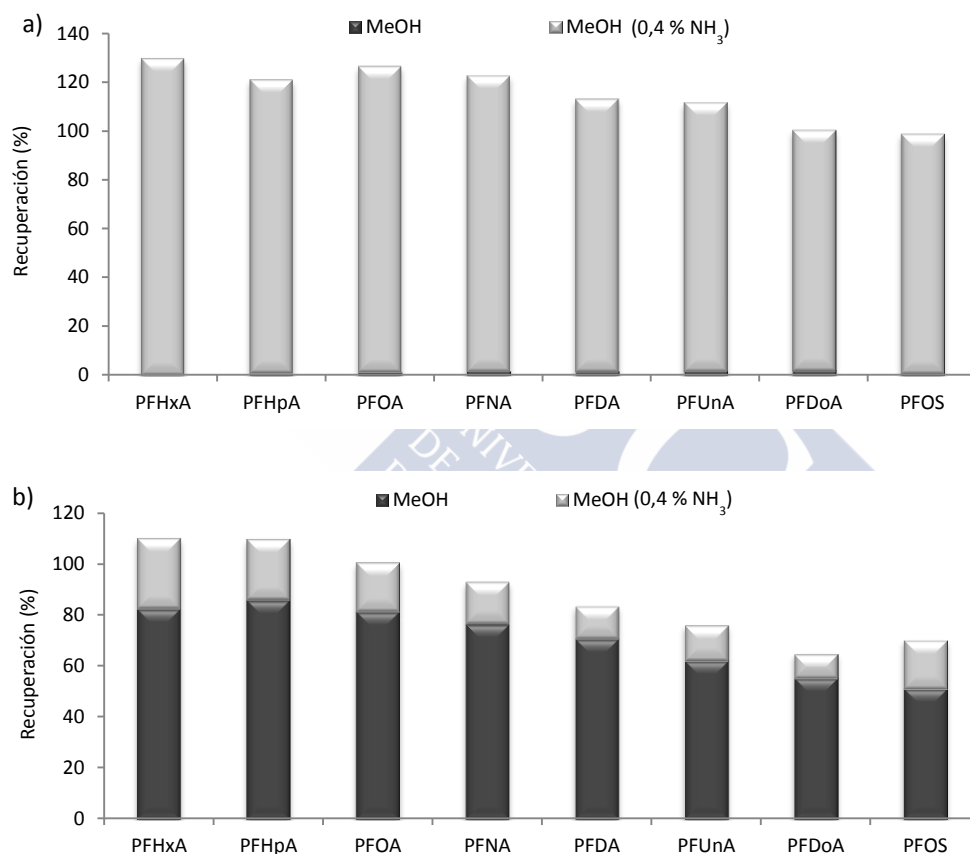 a)
MeOH MeOH (0,4 % NH₃)
Recuperación (%)
140
120
100
80
60
40
20
0
PFHxA PFHpA PFOA PFNA PFDA PFUnA PFDoA PFOS
NIVE
DE
b)
MeOH MeOH (0,4 % NH₃)
Recuperación (%)
120
100
80
60
40
20
0
PFHxA PFHpA PFOA PFNA PFDA PFUnA PFDoA PFOS